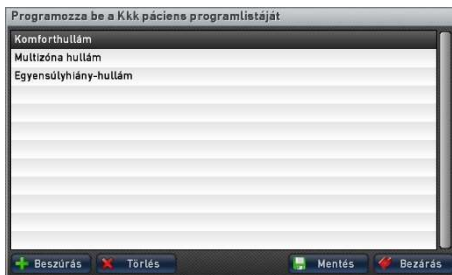 Programozza be a Kkk páciens programlistáját
Komforthullám
Multizóna hullám
Egyensúlyhiány-hullám
Beszúrás Törlés Mentés Bezárás